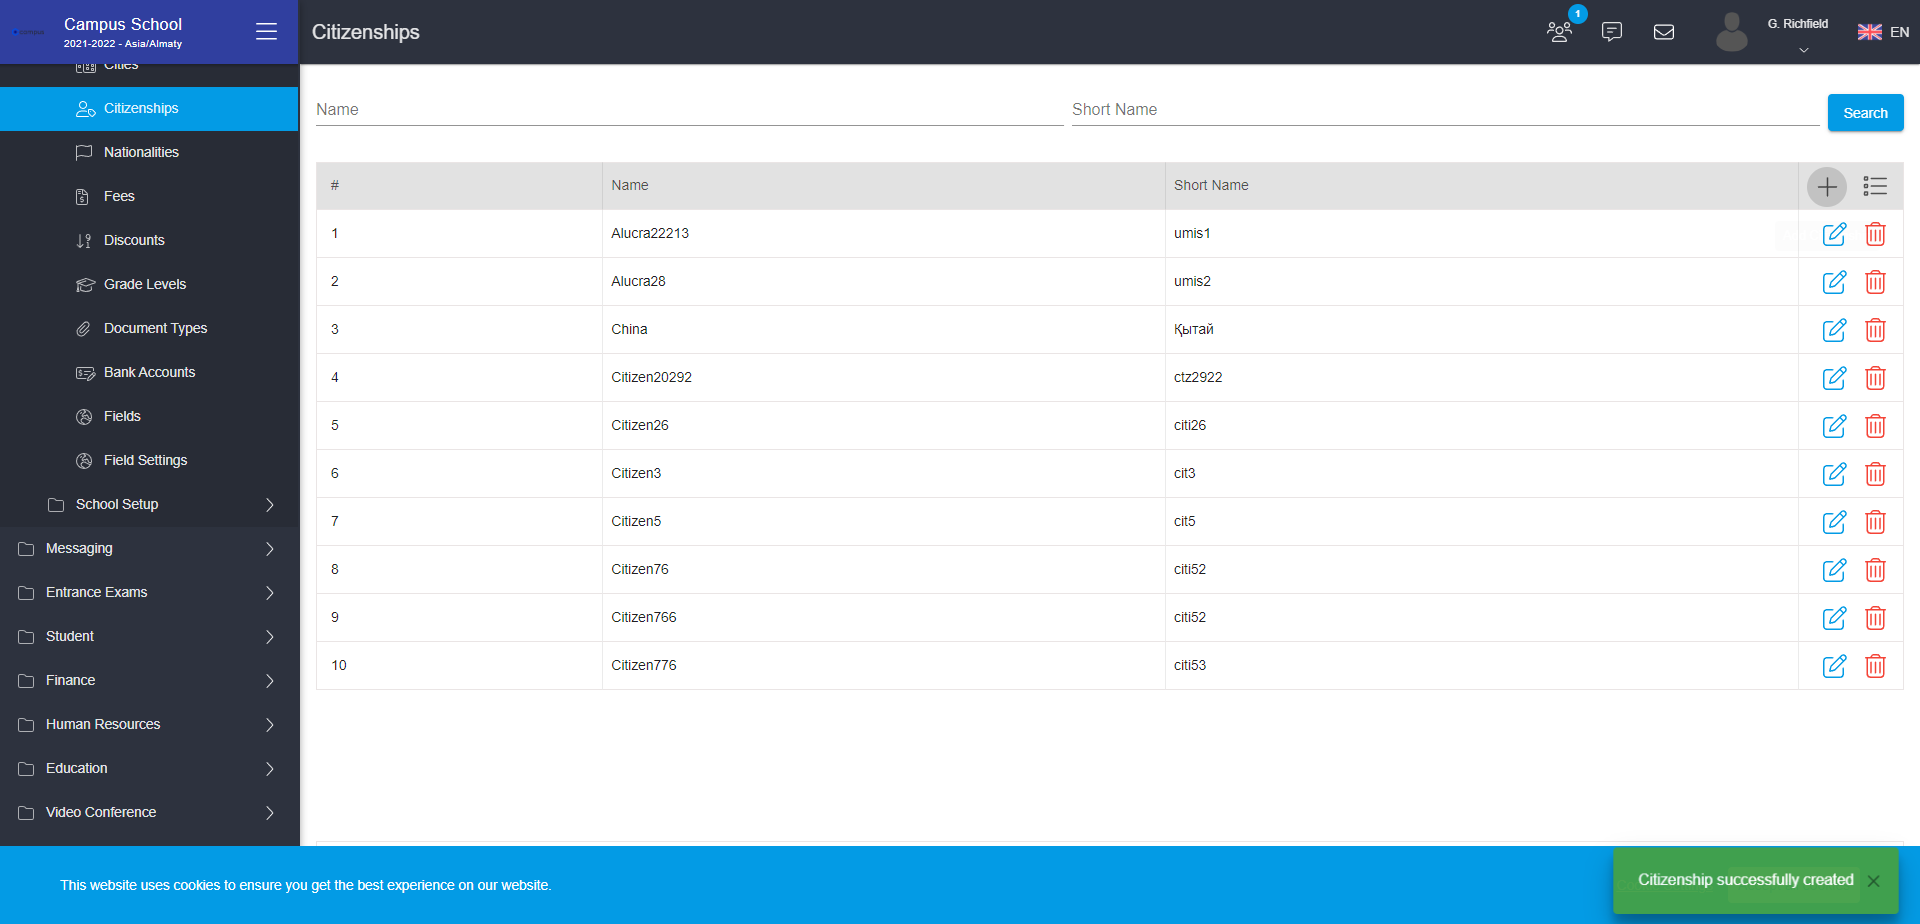 Campus School
2021-2022 - Asia/Almaty
Citizenships
1
G. Richfield
EN
Cities
Citizenships
Nationalities
Fees
Discounts
Grade Levels
Document Types
Bank Accounts
Fields
Field Settings
School Setup
Messaging
Entrance Exams
Student
Finance
Human Resources
Education
Video Conference
Name Short Name Search
# Name Short Name
1 Alucra22213 umis1
2 Alucra28 umis2
3 China Қытай
4 Citizen20292 ctz2922
5 Citizen26 citi26
6 Citizen3 cit3
7 Citizen5 cit5
8 Citizen76 citi52
9 Citizen766 citi52
10 Citizen776 citi53
This website uses cookies to ensure you get the best experience on our website.
Citizenship successfully created